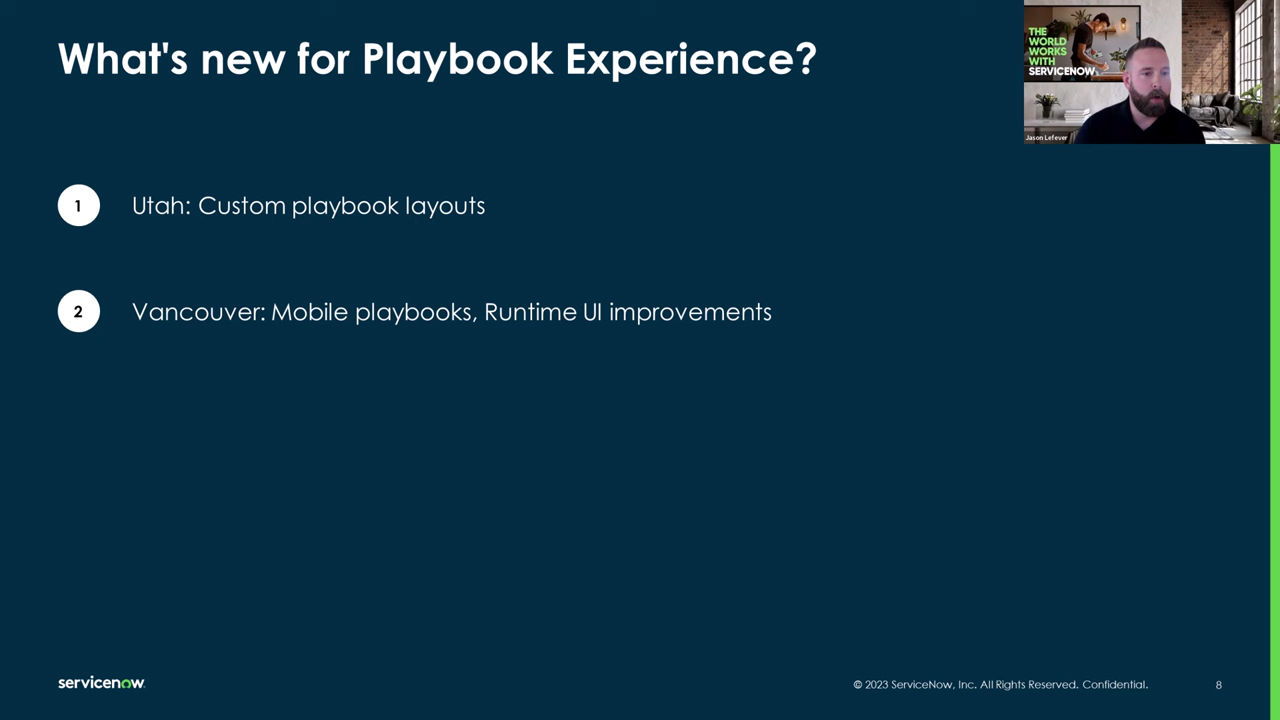 What's new for Playbook Experience?
THE
WORLD
WORKS
WITH
SERVICENOW
Jason Lefever
1
Utah: Custom playbook layouts
2
Vancouver: Mobile playbooks, Runtime UI improvements
servicenow
© 2023 ServiceNow, Inc. All Rights Reserved. Confidential.
8